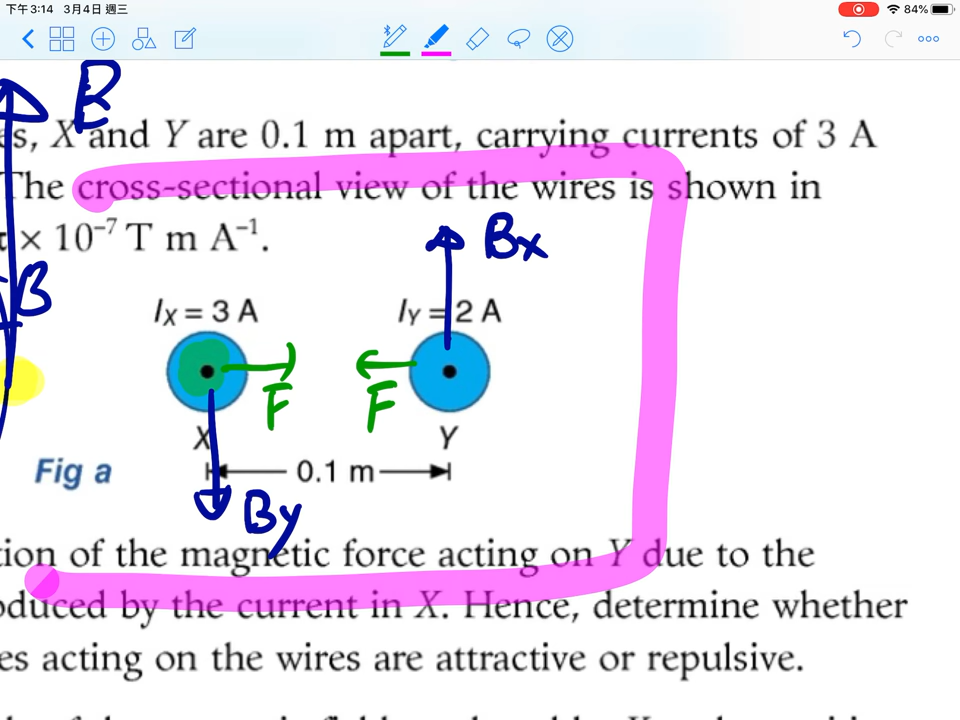 下午3:14 3月4日 週三 84%
B
es, X and Y are 0.1 m apart, carrying currents of 3 A
The cross-sectional view of the wires is shown in
× 10⁻⁷ T m A⁻¹.
Bx
B
Ix = 3 A IY = 2 A
F F
X Y
Fig a 0.1 m
By
tion of the magnetic force acting on Y due to the
oduced by the current in X. Hence, determine whether
es acting on the wires are attractive or repulsive.